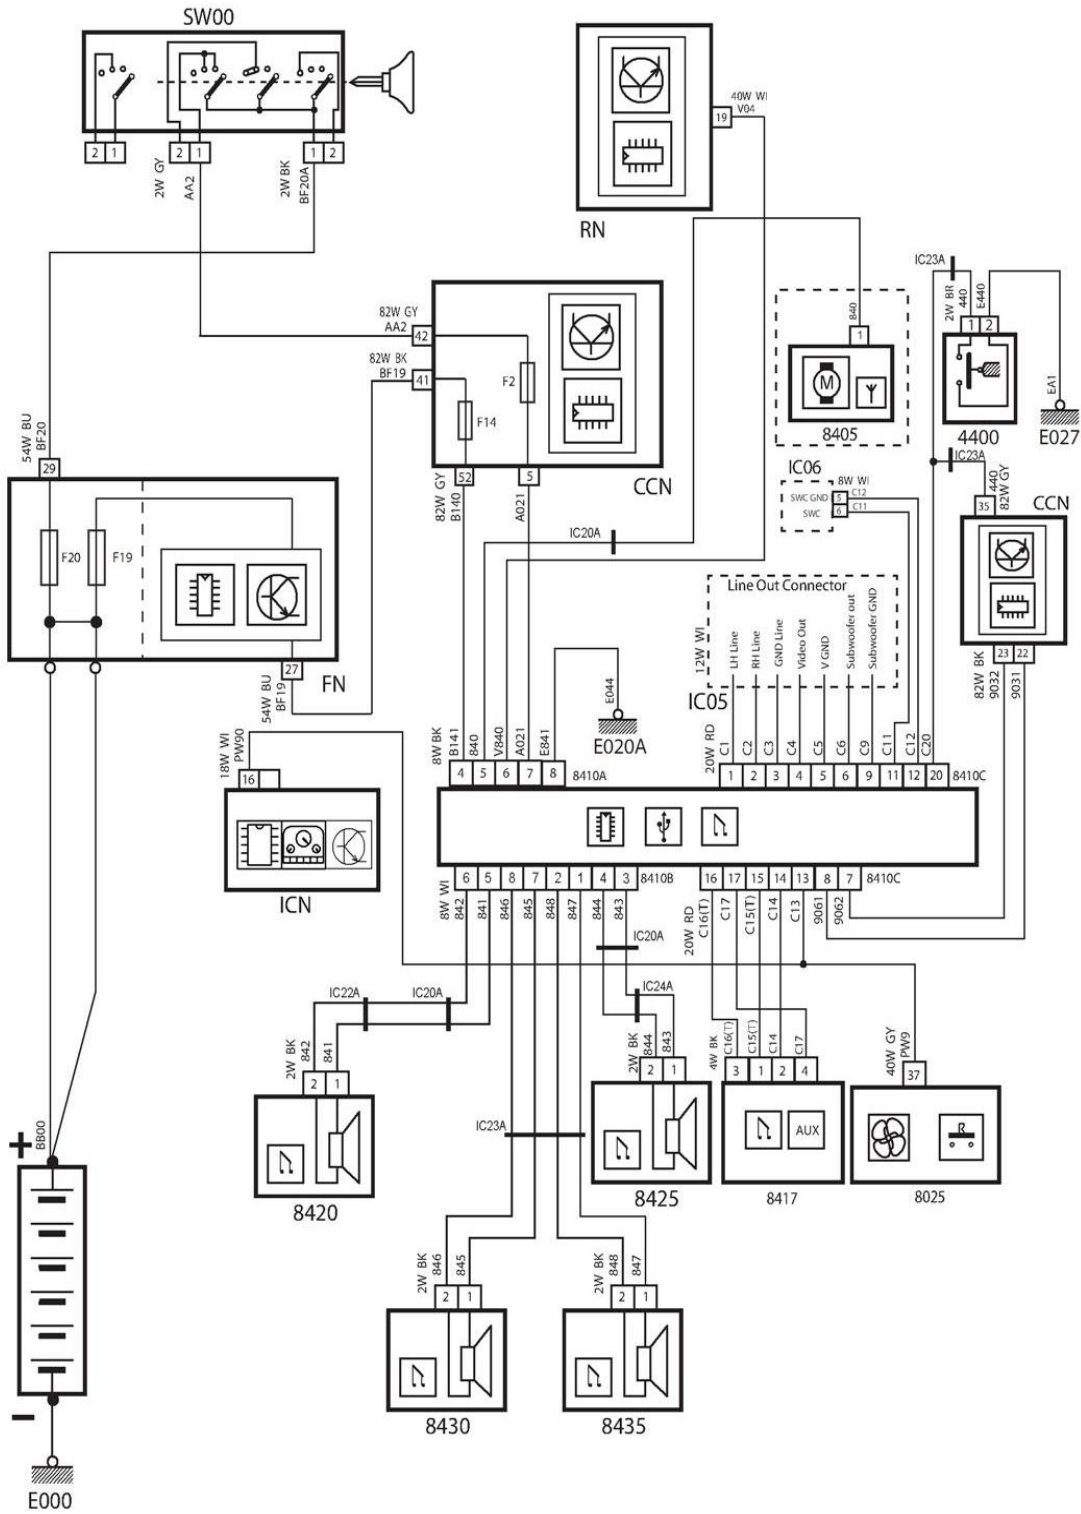 SW00
2 1
2 1
1 2
2W GY
AA2
2W BK
BF20A
RN
19
40W WI
V04
IC23A
2W BR
440
E440
1 2
4400
EA1
E027
840
1
M
8405
82W GY
AA2
42
82W BK
BF19
41
F2
F14
CCN
52
5
82W GY
B140
A021
54W BU
BF20
29
F20
F19
FN
27
54W BU
BF19
IC20A
IC06
SWC GND
SWC
5
6
8W WI
C12
C11
IC23A
440
82W GY
35
CCN
23 22
82W BK
9032
9031
Line Out Connector
12W WI
LH Line
RH Line
GND Line
Video Out
V GND
Subwoofer out
Subwoofer GND
IC05
E044
E020A
18W WI
PW90
16
ICN
8W BK
B141
840
V840
A021
E841
4 5 6 7 8 8410A
20W RD
C1
C2
C3
C4
C5
C6
C9
C11
C12
C20
1 2 3 4 5 6 9 11 12 20 8410C
6 5 8 7 2 1 4 3 8410B
8W WI
842
841
846
845
848
847
844
843
16 17 15 14 13 8 7 8410C
20W RD
C16(T)
C17
C15(T)
C14
C13
9061
9062
IC20A
IC22A
IC20A
IC24A
2W BK
842
841
2 1
8420
IC23A
2W BK
844
843
2 1
8425
4W BK
C16(T)
C15(T)
C14
C17
3 1 2 4
AUX
8417
40W GY
PW9
37
R
8025
2W BK
846
845
2 1
8430
2W BK
848
847
2 1
8435
+
BB00
−
E000